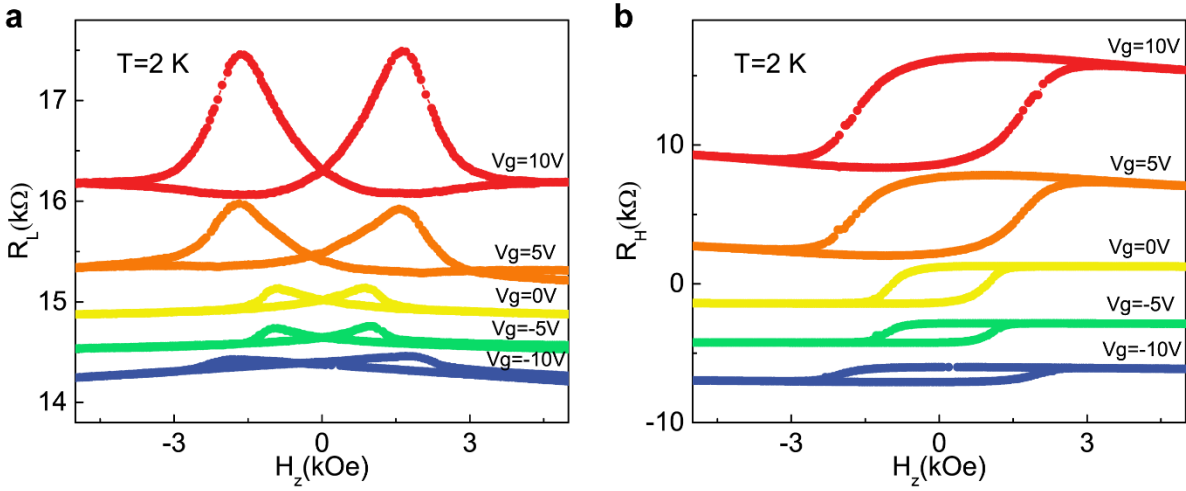 a
T=2 K
17
16
15
14
R_L(kΩ)
Vg=10V
Vg=5V
Vg=0V
Vg=-5V
Vg=-10V
-3
0
3
H_z(kOe)
b
T=2 K
10
0
-10
R_H(kΩ)
Vg=10V
Vg=5V
Vg=0V
Vg=-5V
Vg=-10V
-3
0
3
H_z(kOe)